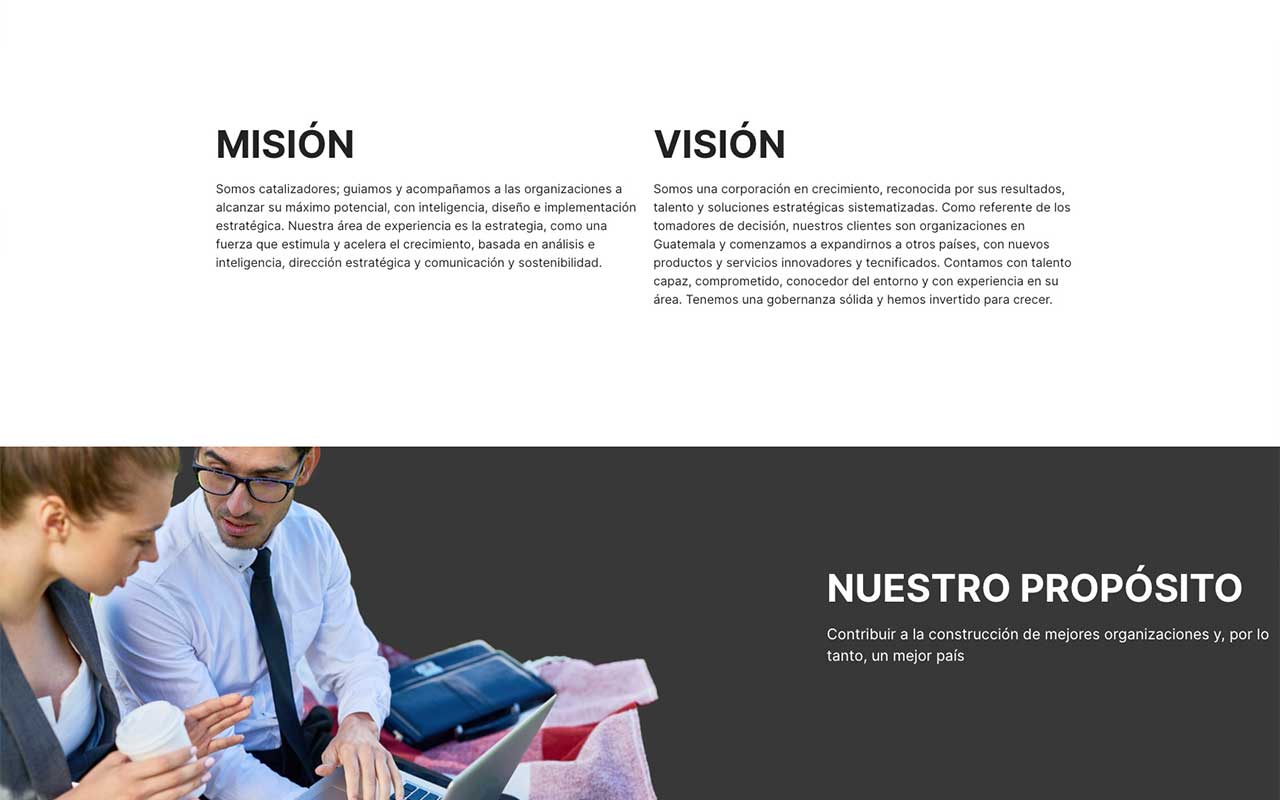 MISIÓN
Somos catalizadores; guiamos y acompañamos a las organizaciones a
alcanzar su máximo potencial, con inteligencia, diseño e implementación
estratégica. Nuestra área de experiencia es la estrategia, como una
fuerza que estimula y acelera el crecimiento, basada en análisis e
inteligencia, dirección estratégica y comunicación y sostenibilidad.
VISIÓN
Somos una corporación en crecimiento, reconocida por sus resultados,
talento y soluciones estratégicas sistematizadas. Como referente de los
tomadores de decisión, nuestros clientes son organizaciones en
Guatemala y comenzamos a expandirnos a otros países, con nuevos
productos y servicios innovadores y tecnificados. Contamos con talento
capaz, comprometido, conocedor del entorno y con experiencia en su
área. Tenemos una gobernanza sólida y hemos invertido para crecer.
NUESTRO PROPÓSITO
Contribuir a la construcción de mejores organizaciones y, por lo
tanto, un mejor país